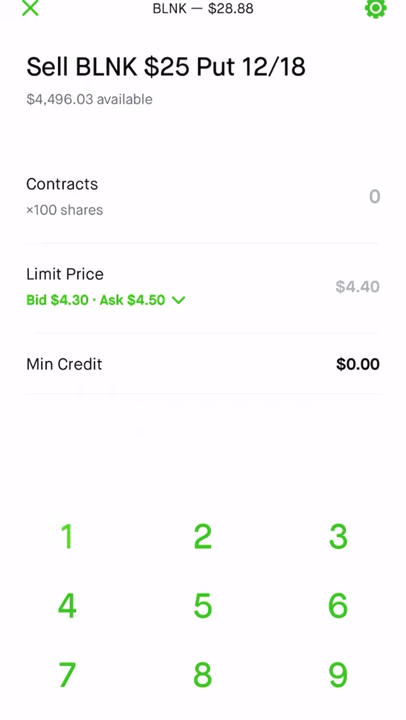 BLNK — $28.88
Sell BLNK $25 Put 12/18
$4,496.03 available
Contracts
×100 shares
0
Limit Price
Bid $4.30 · Ask $4.50
$4.40
Min Credit
$0.00
1 2 3
4 5 6
7 8 9